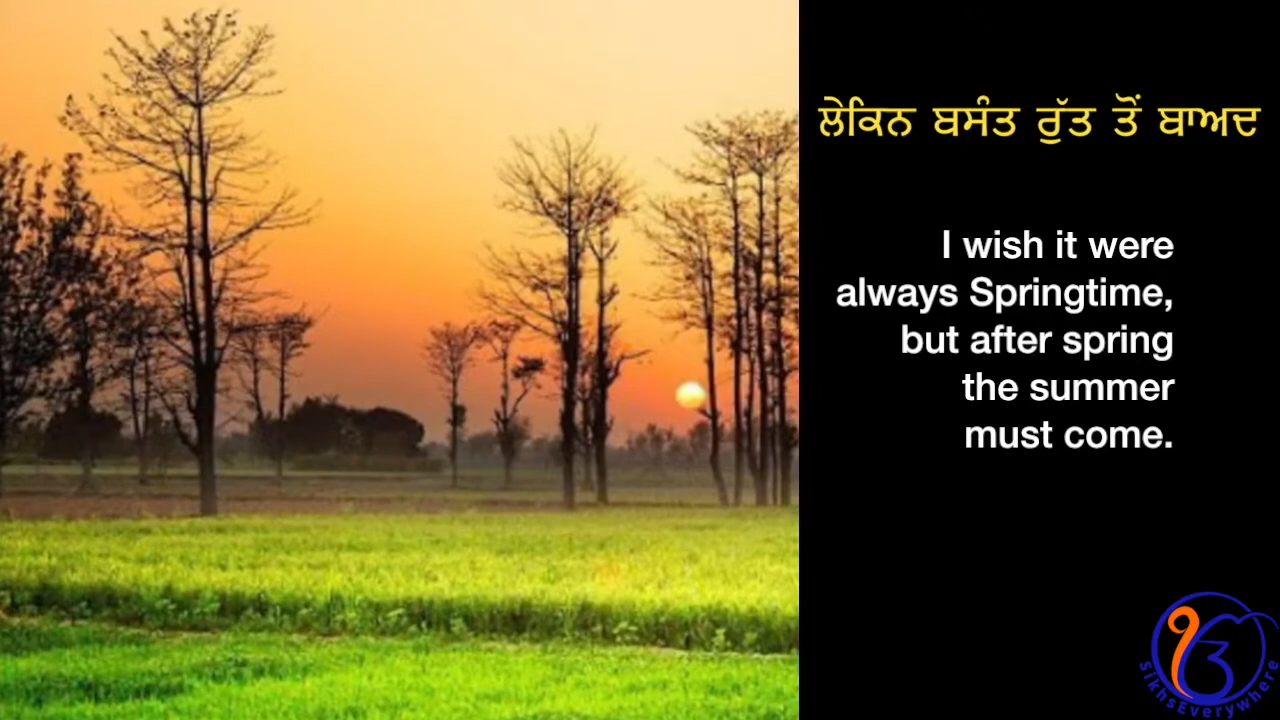 ਲੇਕਿਨ ਬਸੰਤ ਰੁੱਤ ਤੋਂ ਬਾਅਦ
I wish it were
always Springtime,
but after spring
the summer
must come.
ੴ
SikhsEverywhere